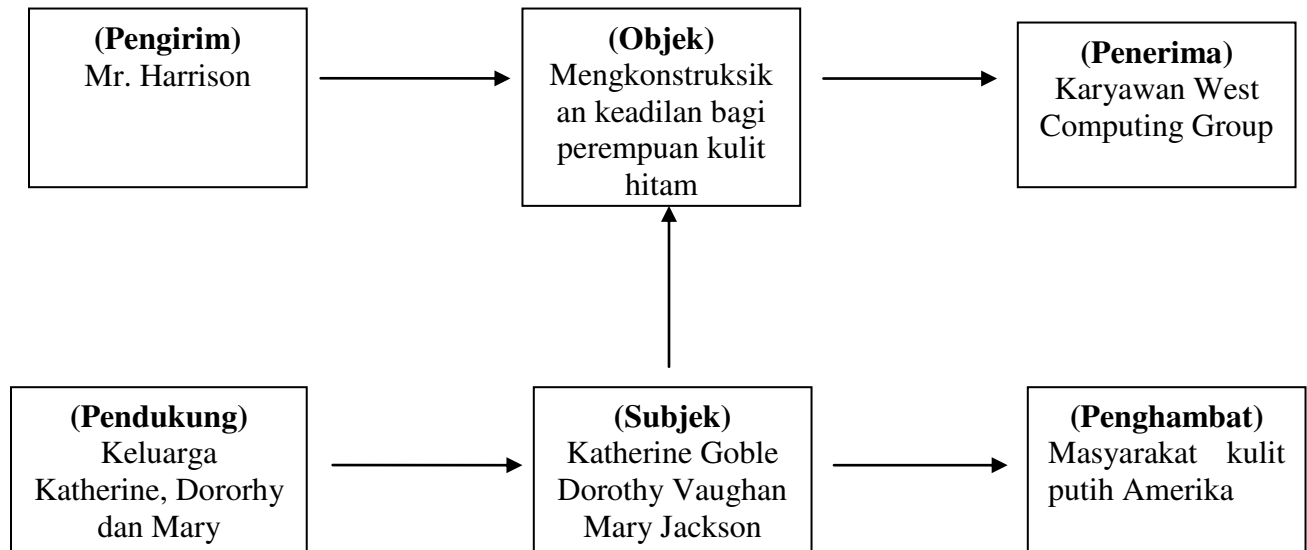 (Pengirim)
Mr. Harrison
(Objek)
Mengkonstruksik
an keadilan bagi
perempuan kulit
hitam
(Penerima)
Karyawan West
Computing Group
(Pendukung)
Keluarga
Katherine, Dororhy
dan Mary
(Subjek)
Katherine Goble
Dorothy Vaughan
Mary Jackson
(Penghambat)
Masyarakat kulit
putih Amerika